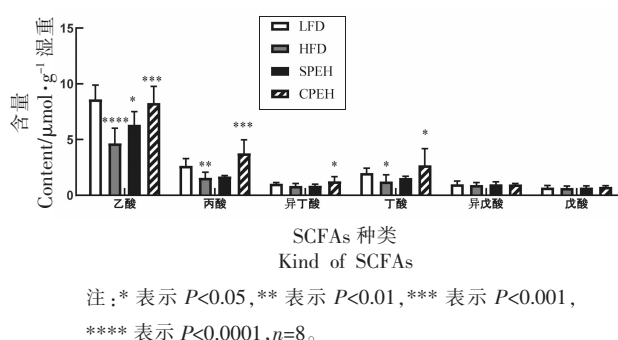 含量
Content/μmol·g⁻¹ 湿重
15
10
5
0
LFD
HFD
SPEH
CPEH
****
*
***
**
***
*
*
*
乙酸
丙酸
异丁酸
丁酸
异戊酸
戊酸
SCFAs 种类
Kind of SCFAs
注:* 表示 P<0.05,** 表示 P<0.01,*** 表示 P<0.001,
**** 表示 P<0.0001,n=8。